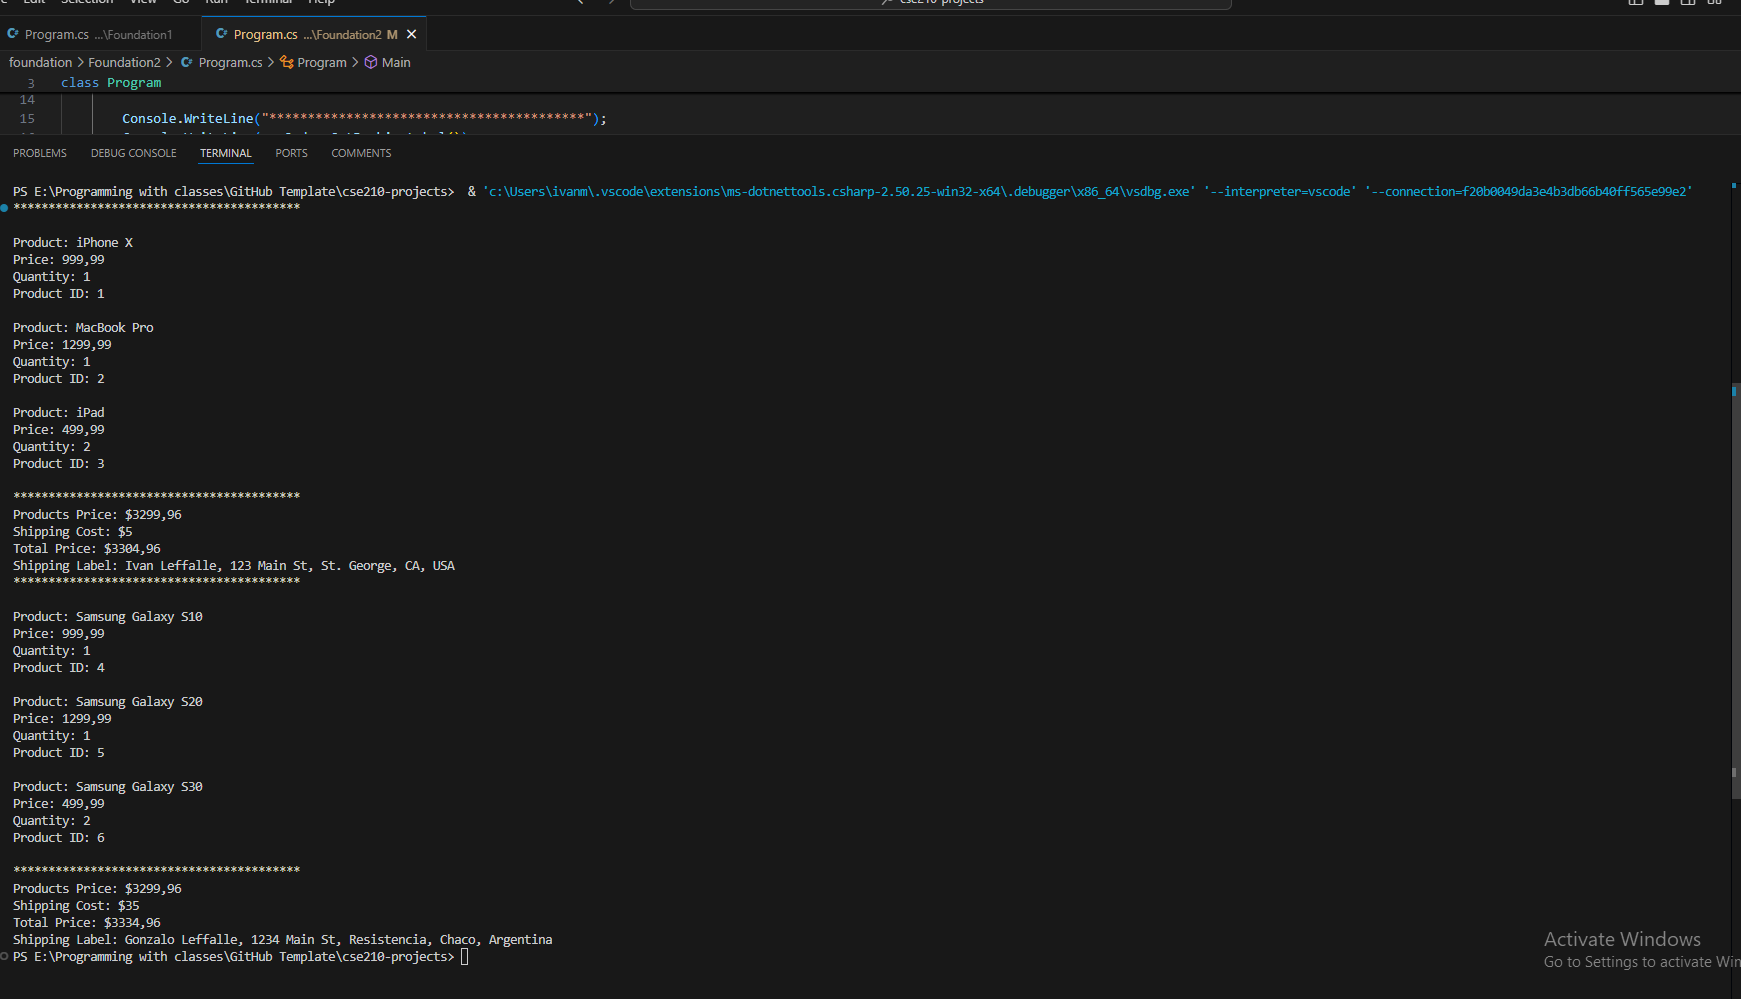 Edit Selection View Go Run Terminal Help cse210-projects
Program.cs ...\Foundation1 Program.cs ...\Foundation2 M
foundation > Foundation2 > Program.cs > Program > Main
3 class Program
14
15 Console.WriteLine("*****************************************");
PROBLEMS DEBUG CONSOLE TERMINAL PORTS COMMENTS
PS E:\Programming with classes\GitHub Template\cse210-projects> & 'c:\Users\ivanm\.vscode\extensions\ms-dotnettools.csharp-2.50.25-win32-x64\.debugger\x86_64\vsdbg.exe' '--interpreter=vscode' '--connection=f20b0049da3e4b3db66b40ff565e99e2'
*****************************************
Product: iPhone X
Price: 999,99
Quantity: 1
Product ID: 1
Product: MacBook Pro
Price: 1299,99
Quantity: 1
Product ID: 2
Product: iPad
Price: 499,99
Quantity: 2
Product ID: 3
*****************************************
Products Price: $3299,96
Shipping Cost: $5
Total Price: $3304,96
Shipping Label: Ivan Leffalle, 123 Main St, St. George, CA, USA
*****************************************
Product: Samsung Galaxy S10
Price: 999,99
Quantity: 1
Product ID: 4
Product: Samsung Galaxy S20
Price: 1299,99
Quantity: 1
Product ID: 5
Product: Samsung Galaxy S30
Price: 499,99
Quantity: 2
Product ID: 6
*****************************************
Products Price: $3299,96
Shipping Cost: $35
Total Price: $3334,96
Shipping Label: Gonzalo Leffalle, 1234 Main St, Resistencia, Chaco, Argentina
PS E:\Programming with classes\GitHub Template\cse210-projects>
Activate Windows
Go to Settings to activate Win